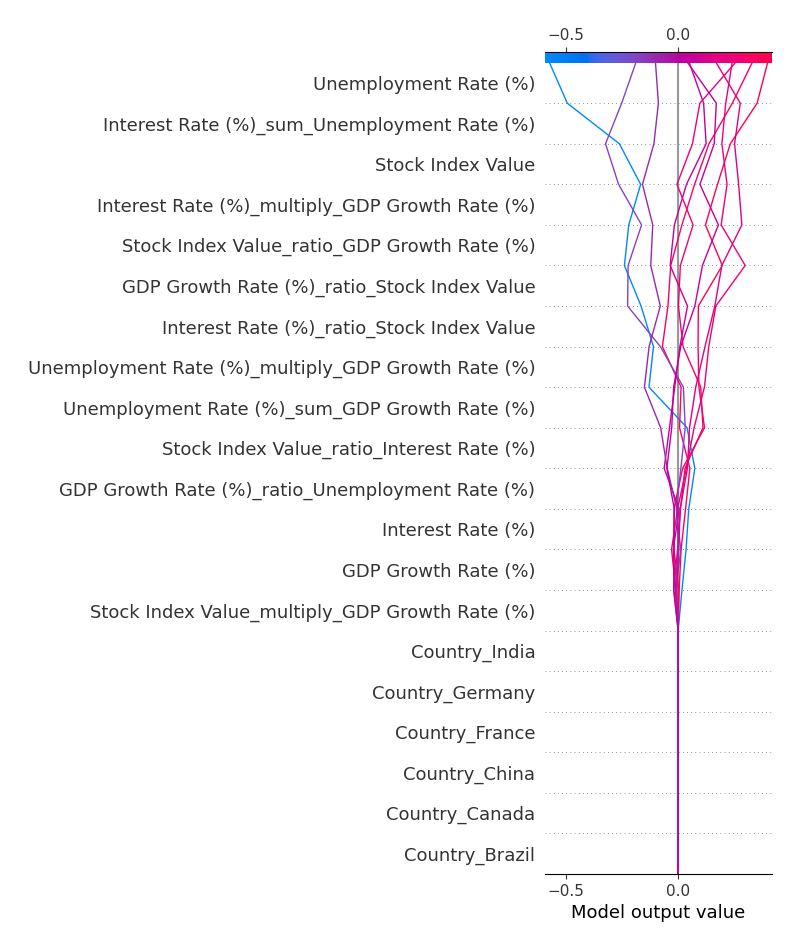 −0.5 0.0
Unemployment Rate (%)
Interest Rate (%)_sum_Unemployment Rate (%)
Stock Index Value
Interest Rate (%)_multiply_GDP Growth Rate (%)
Stock Index Value_ratio_GDP Growth Rate (%)
GDP Growth Rate (%)_ratio_Stock Index Value
Interest Rate (%)_ratio_Stock Index Value
Unemployment Rate (%)_multiply_GDP Growth Rate (%)
Unemployment Rate (%)_sum_GDP Growth Rate (%)
Stock Index Value_ratio_Interest Rate (%)
GDP Growth Rate (%)_ratio_Unemployment Rate (%)
Interest Rate (%)
GDP Growth Rate (%)
Stock Index Value_multiply_GDP Growth Rate (%)
Country_India
Country_Germany
Country_France
Country_China
Country_Canada
Country_Brazil
−0.5 0.0
Model output value